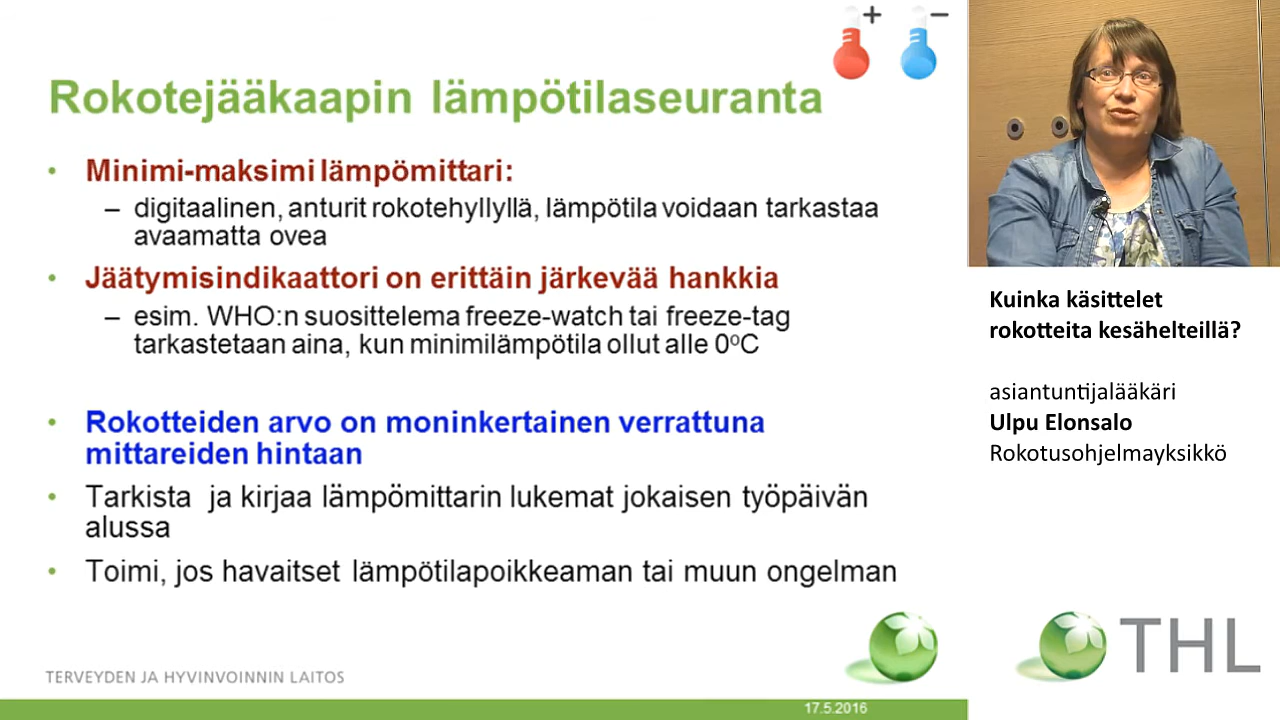 Rokotejääkaapin lämpötilaseuranta
• Minimi-maksimi lämpömittari:
– digitaalinen, anturit rokotehyllyllä, lämpötila voidaan tarkastaa
avaamatta ovea
• Jäätymisindikaattori on erittäin järkevää hankkia
– esim. WHO:n suosittelema freeze-watch tai freeze-tag
tarkastetaan aina, kun minimilämpötila ollut alle 0⁰C
• Rokotteiden arvo on moninkertainen verrattuna
mittareiden hintaan
• Tarkista ja kirjaa lämpömittarin lukemat jokaisen työpäivän
alussa
• Toimi, jos havaitset lämpötilapoikkeaman tai muun ongelman
TERVEYDEN JA HYVINVOINNIN LAITOS
17.5.2016
Kuinka käsittelet
rokotteita kesähelteillä?
asiantuntijalääkäri
Ulpu Elonsalo
Rokotusohjelmayksikkö
THL